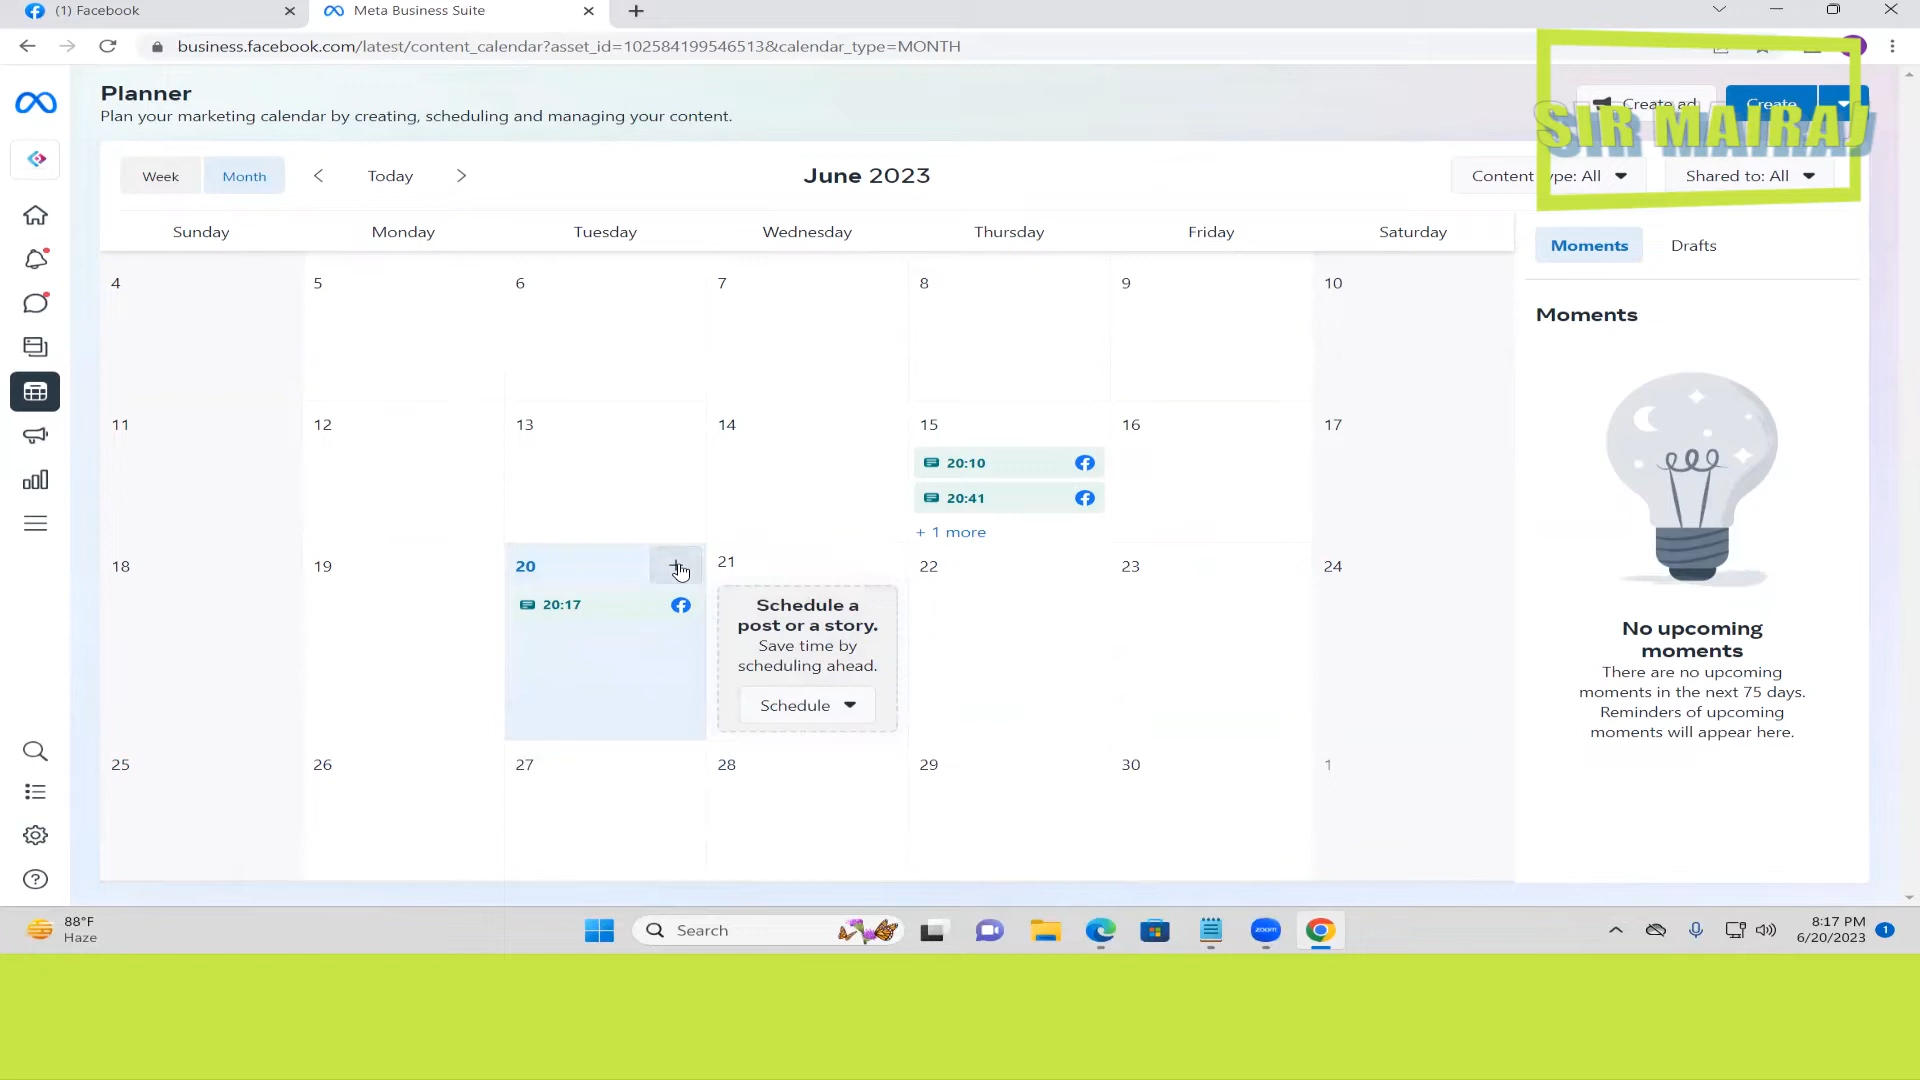 (1) Facebook
Meta Business Suite
business.facebook.com/latest/content_calendar?asset_id=102584199546513&calendar_type=MONTH
Planner
Plan your marketing calendar by creating, scheduling and managing your content.
Create ad
Create
SIR MAIRAJ
Week
Month
Today
June 2023
Content type: All
Shared to: All
Sunday
Monday
Tuesday
Wednesday
Thursday
Friday
Saturday
Moments
Drafts
4
5
6
7
8
9
10
Moments
11
12
13
14
15
16
17
20:10
20:41
+ 1 more
18
19
20
21
22
23
24
20:17
Schedule a
post or a story.
Save time by
scheduling ahead.
Schedule
No upcoming
moments
There are no upcoming
moments in the next 75 days.
Reminders of upcoming
moments will appear here.
25
26
27
28
29
30
1
88°F
Haze
Search
zoom
8:17 PM
6/20/2023
1